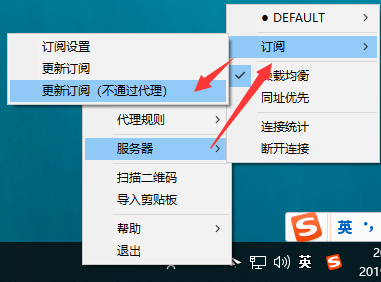 ● DEFAULT
订阅
负载均衡
同址优先
连接统计
断开连接
订阅设置
更新订阅
更新订阅（不通过代理）
代理规则
服务器
扫描二维码
导入剪贴板
帮助
退出
S 英
英 S
20
2019